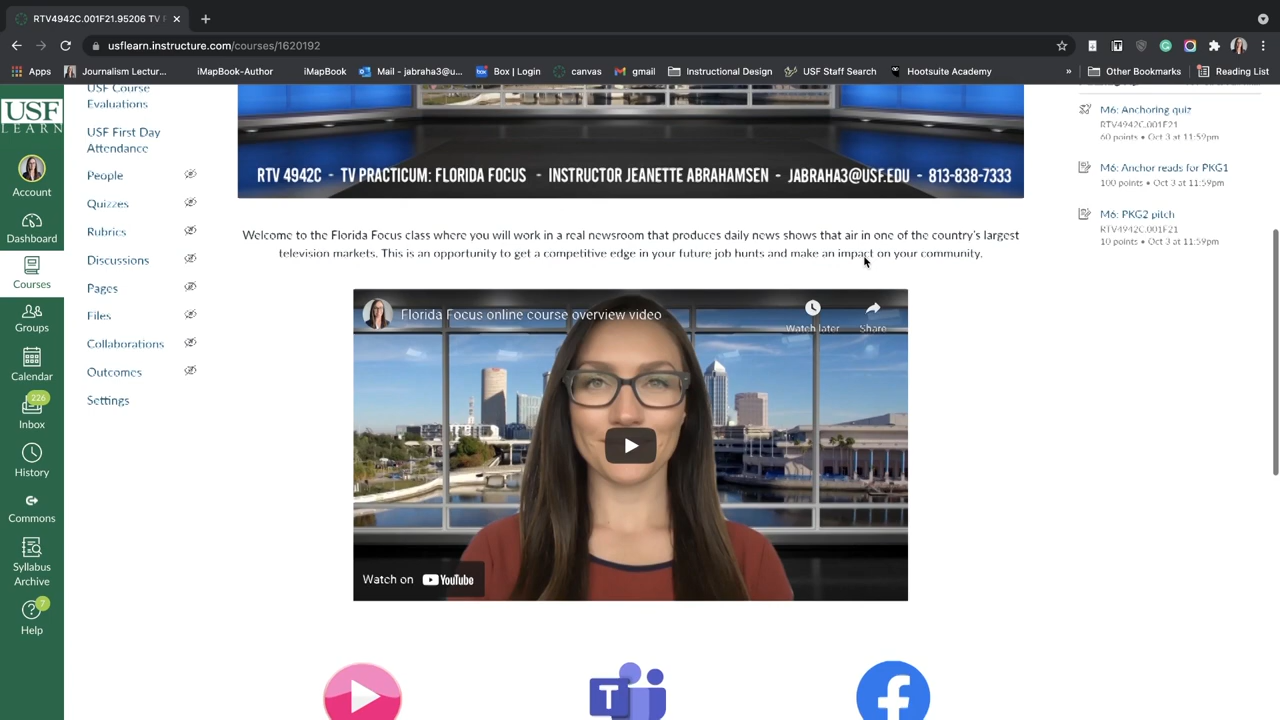 RTV4942C.001F21.95206 TV
usflearn.instructure.com/courses/1620192
Apps
Journalism Lectur...
iMapBook-Author
iMapBook
Mail - jabraha3@u...
Box | Login
canvas
gmail
Instructional Design
USF Staff Search
Hootsuite Academy
»
Other Bookmarks
Reading List
USF
LEARN
Account
Dashboard
Courses
Groups
Calendar
226
Inbox
History
Commons
Syllabus
Archive
7
Help
USF Course
Evaluations
USF First Day
Attendance
People
Quizzes
Rubrics
Discussions
Pages
Files
Collaborations
Outcomes
Settings
RTV 4942C - TV PRACTICUM: FLORIDA FOCUS - INSTRUCTOR JEANETTE ABRAHAMSEN - JABRAHA3@USF.EDU - 813-838-7333
Welcome to the Florida Focus class where you will work in a real newsroom that produces daily news shows that air in one of the country's largest
television markets. This is an opportunity to get a competitive edge in your future job hunts and make an impact on your community.
Florida Focus online course overview video
Watch later
Share
Watch on YouTube
T
M6: Anchoring quiz
RTV4942C.001F21
60 points • Oct 3 at 11:59pm
M6: Anchor reads for PKG1
100 points • Oct 3 at 11:59pm
M6: PKG2 pitch
RTV4942C.001F21
10 points • Oct 3 at 11:59pm